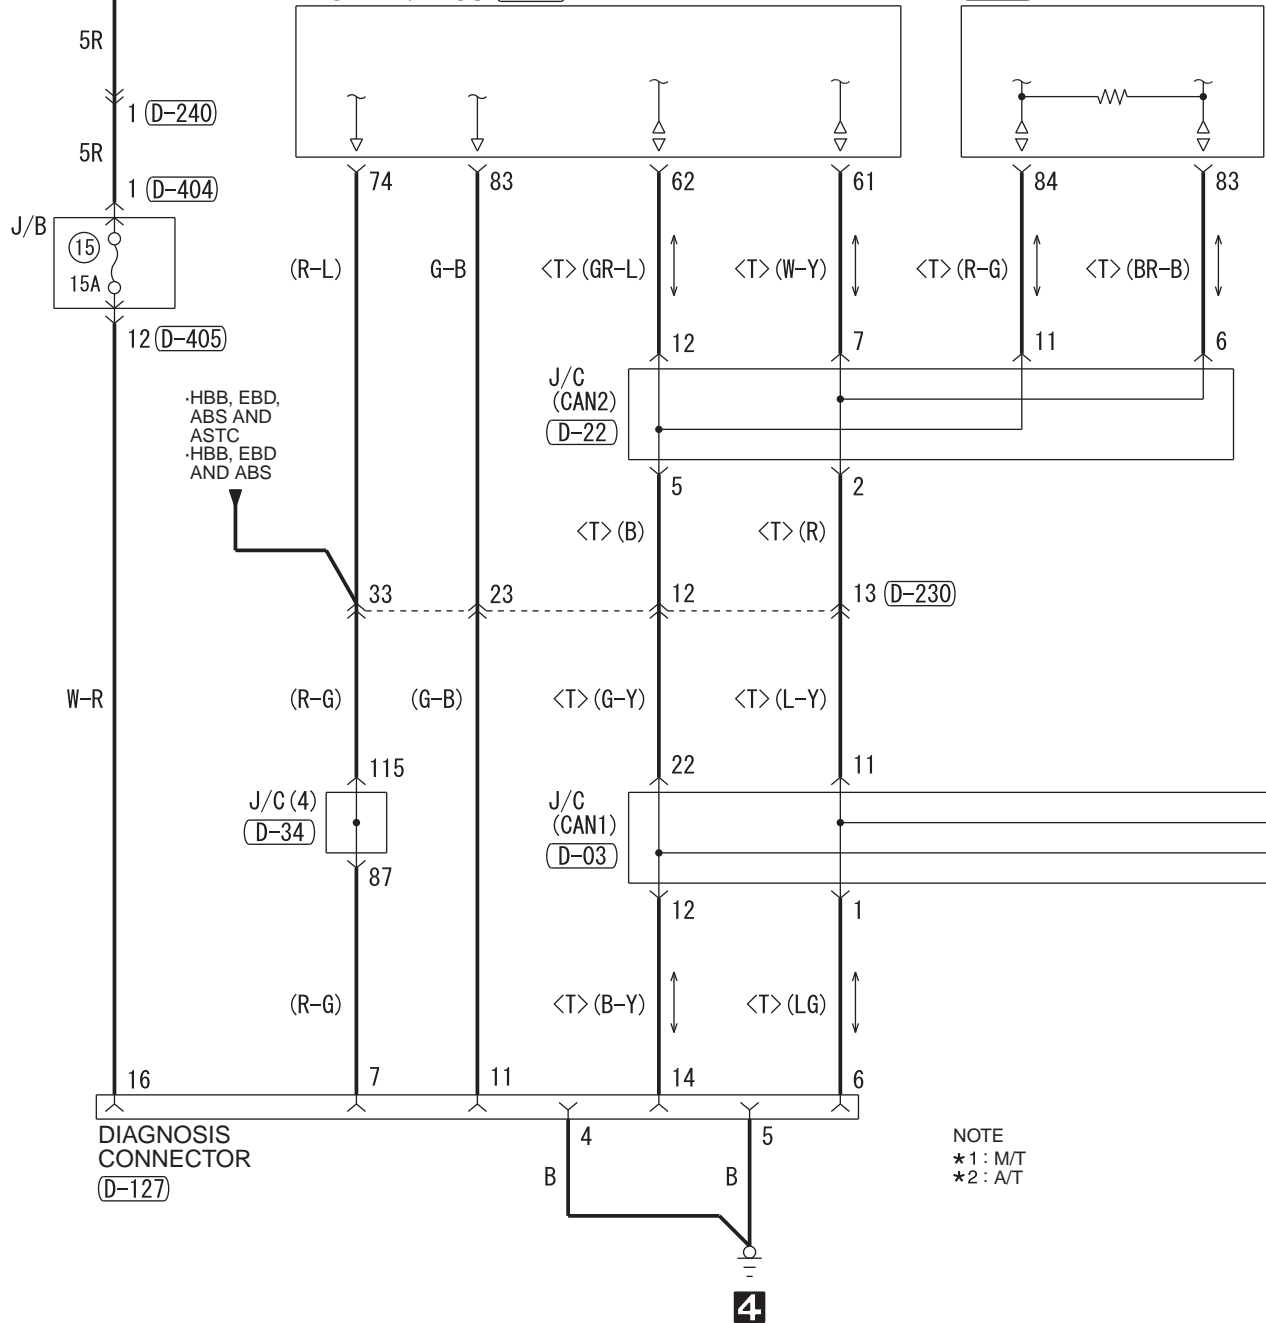 5R
1 (D-240)
5R
1 (D-404)
J/B
15
15A
12 (D-405)
74
83
62
61
84
83
(R-L)
G-B
<T>(GR-L)
<T>(W-Y)
<T>(R-G)
<T>(BR-B)
12
7
11
6
J/C
(CAN2)
D-22
·HBB, EBD,
ABS AND
ASTC
·HBB, EBD
AND ABS
5
2
<T>(B)
<T>(R)
33
23
12
13 (D-230)
W-R
(R-G)
(G-B)
<T>(G-Y)
<T>(L-Y)
115
22
11
J/C(4)
D-34
J/C
(CAN1)
D-03
87
12
1
(R-G)
<T>(B-Y)
<T>(LG)
16
7
11
14
6
DIAGNOSIS
CONNECTOR
D-127
4
5
B
B
NOTE
*1 : M/T
*2 : A/T
4